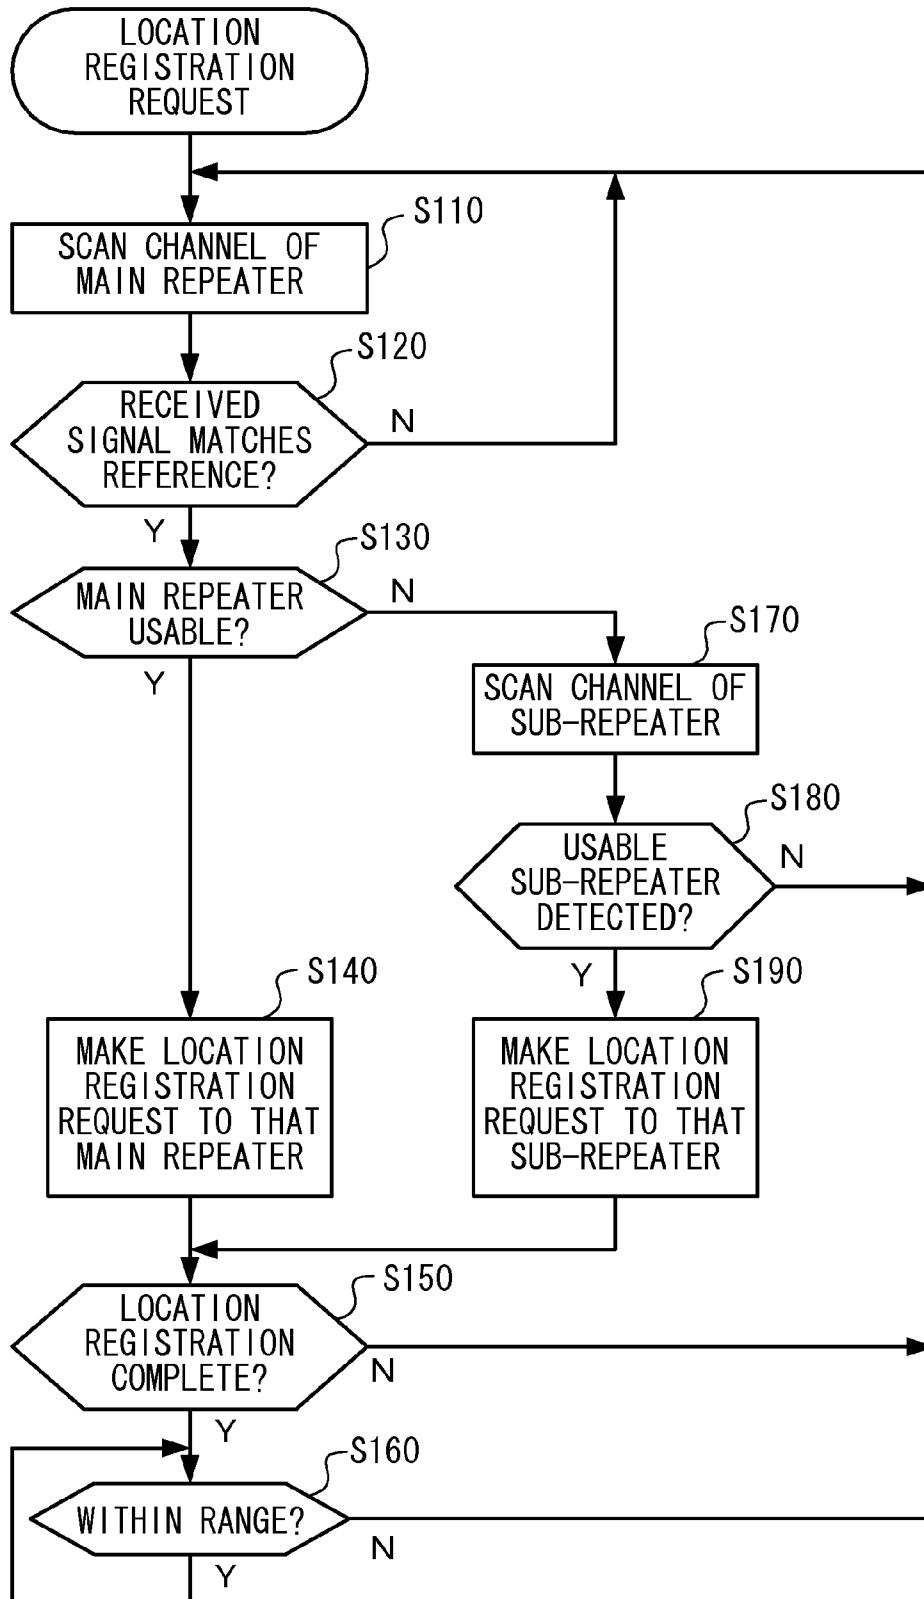 LOCATION
REGISTRATION
REQUEST
S110
SCAN CHANNEL OF
MAIN REPEATER
S120
RECEIVED
SIGNAL MATCHES
REFERENCE?
N
Y
S130
MAIN REPEATER
USABLE?
N
Y
S170
SCAN CHANNEL OF
SUB-REPEATER
S180
USABLE
SUB-REPEATER
DETECTED?
N
Y
S140
MAKE LOCATION
REGISTRATION
REQUEST TO THAT
MAIN REPEATER
S190
MAKE LOCATION
REGISTRATION
REQUEST TO THAT
SUB-REPEATER
S150
LOCATION
REGISTRATION
COMPLETE?
N
Y
S160
WITHIN RANGE?
N
Y